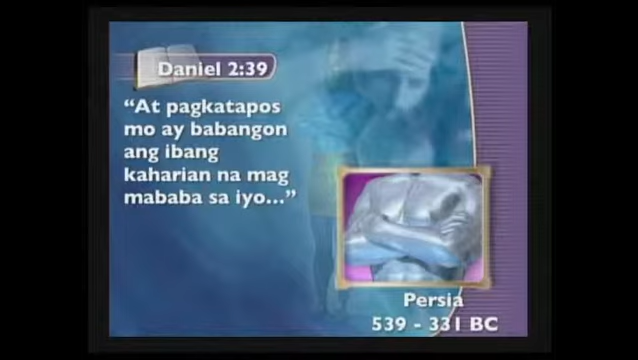 Daniel 2:39
“At pagkatapos
mo ay babangon
ang ibang
kaharian na mag
mababa sa iyo...”
Persia
539 - 331 BC